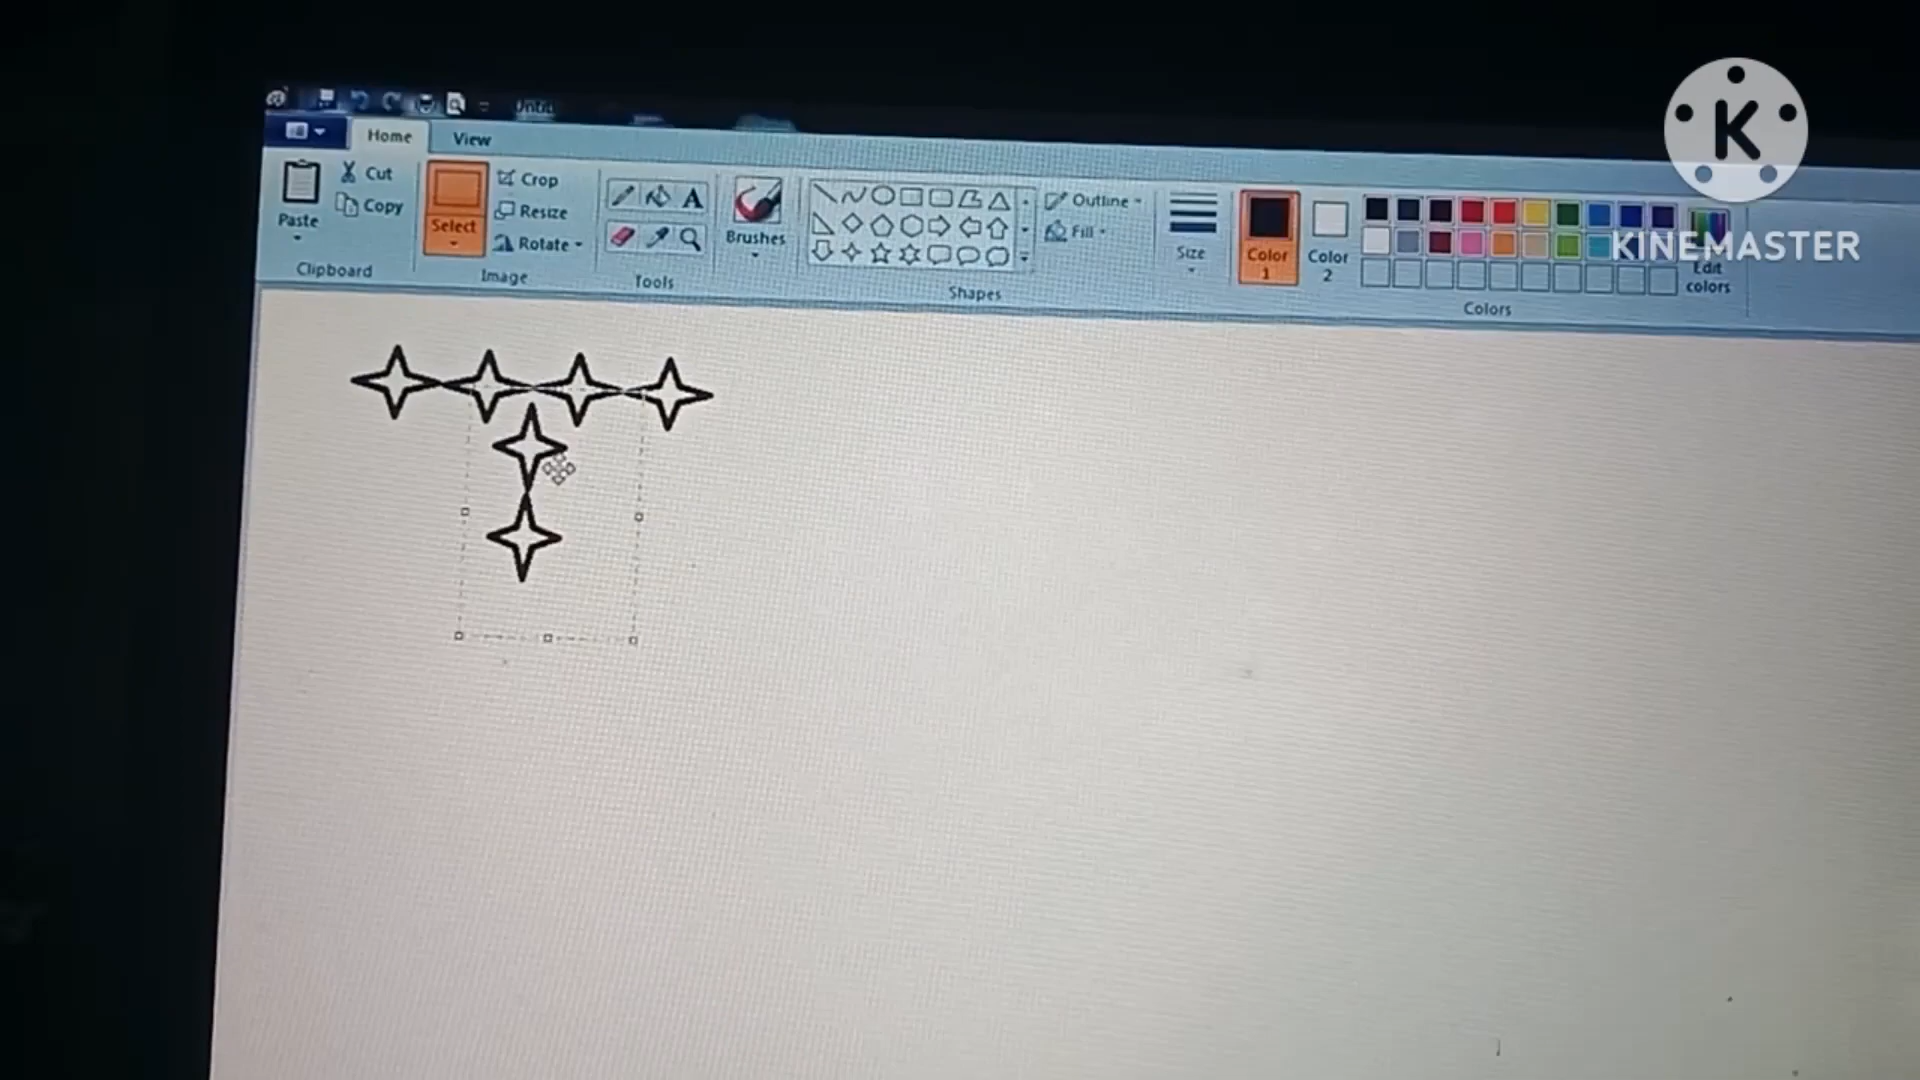 Untit
Home
View
Cut
Copy
Paste
Clipboard
Select
Crop
Resize
Rotate
Image
A
Tools
Brushes
Shapes
Outline
Fill
Size
Color
1
Color
2
Edit
colors
Colors
K
KINEMASTER